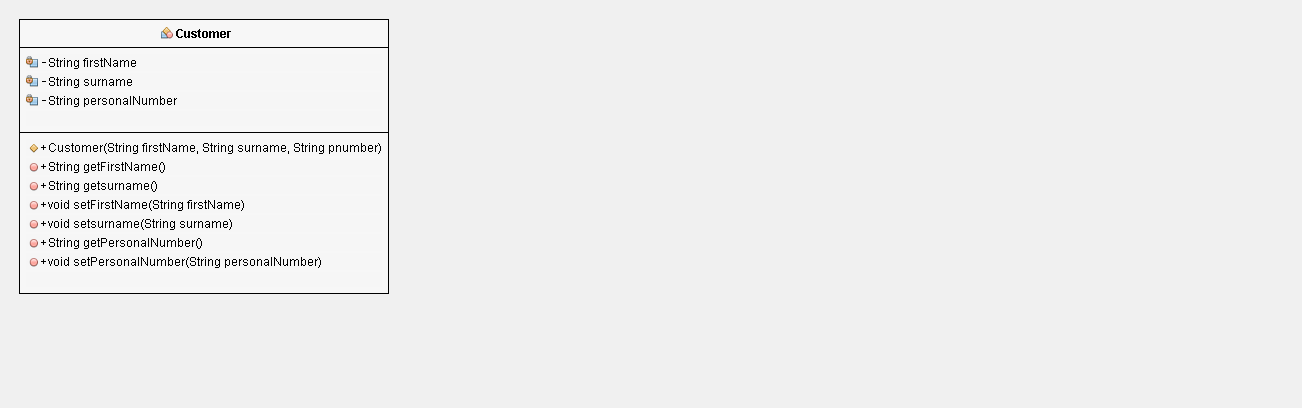 Customer
-String firstName
-String surname
-String personalNumber
+Customer(String firstName, String surname, String pnumber)
+String getFirstName()
+String getsurname()
+void setFirstName(String firstName)
+void setsurname(String surname)
+String getPersonalNumber()
+void setPersonalNumber(String personalNumber)